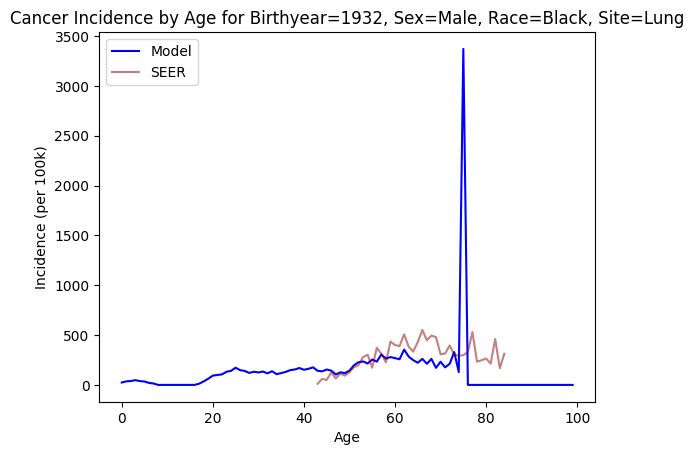 Cancer Incidence by Age for Birthyear=1932, Sex=Male, Race=Black, Site=Lung
3500
3000
2500
2000
1500
1000
500
0
Incidence (per 100k)
Model
SEER
0
20
40
60
80
100
Age